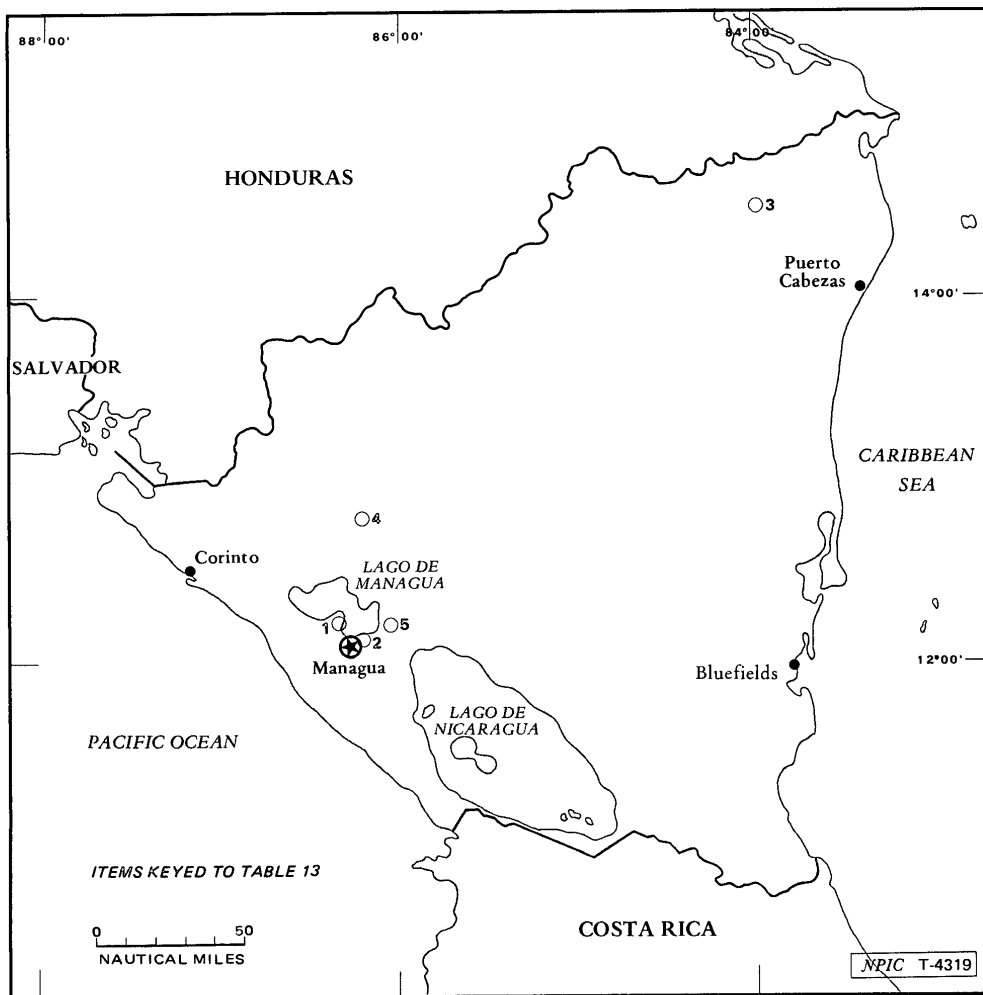 88°00'
86°00'
84°00'
HONDURAS
3
Puerto
Cabezas
14°00'
SALVADOR
CARIBBEAN
SEA
4
Corinto
LAGO DE
MANAGUA
1
2
5
Managua
12°00'
Bluefields
LAGO DE
NICARAGUA
PACIFIC OCEAN
ITEMS KEYED TO TABLE 13
0 50
NAUTICAL MILES
COSTA RICA
NPIC T-4319